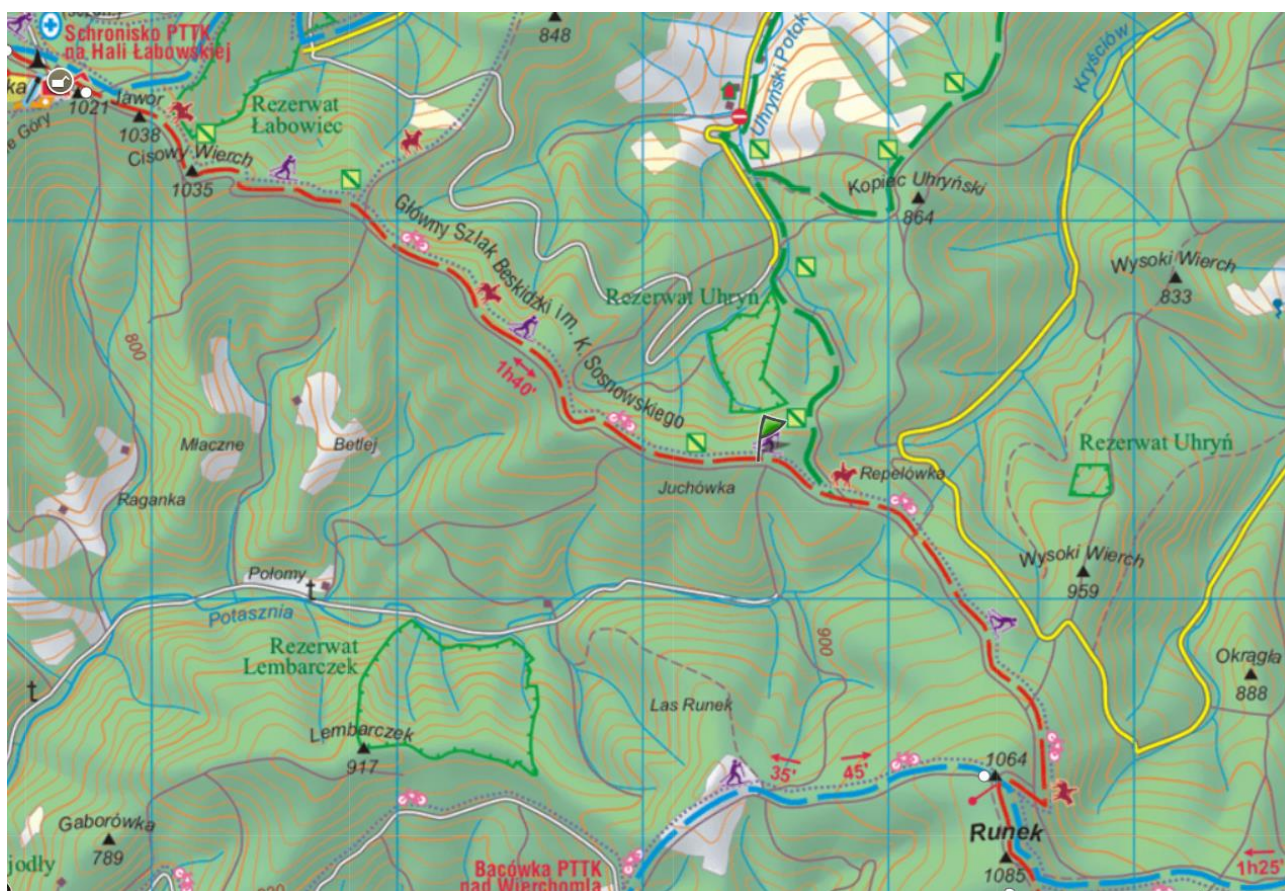 848
Schronisko PTTK
na Hali Łabowskiej
ka
1021
Jawor
1038
Góry
Rezerwat
Łabowiec
Cisowy Wierch
1035
Uhryński Potok
Kryściów
Kopiec Uhryński
864
Wysoki Wierch
833
Główny Szlak Beskidzki im. K. Sosnowskiego
1h40'
Rezerwat Uhryń
800
Młaczne
Betlej
Raganka
Juchówka
Repelówka
Rezerwat Uhryń
Połomy
t
Potasznia
Wysoki Wierch
959
Rezerwat
Lembarczek
900
Okrągła
888
t
Las Runek
Lembarczek
917
35'
45'
1064
Gaborówka
789
Runek
1085
1h25'
jodły
Bacówka PTTK
nad Wierchomlą